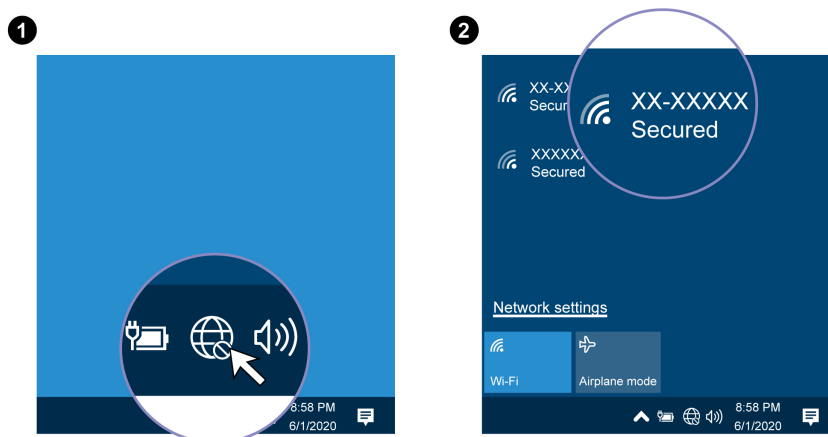 1
8:58 PM
6/1/2020
2
XX-XX
Secur
XX-XXXXX
Secured
XXXXX
Secured
Network settings
Wi-Fi
Airplane mode
8:58 PM
6/1/2020